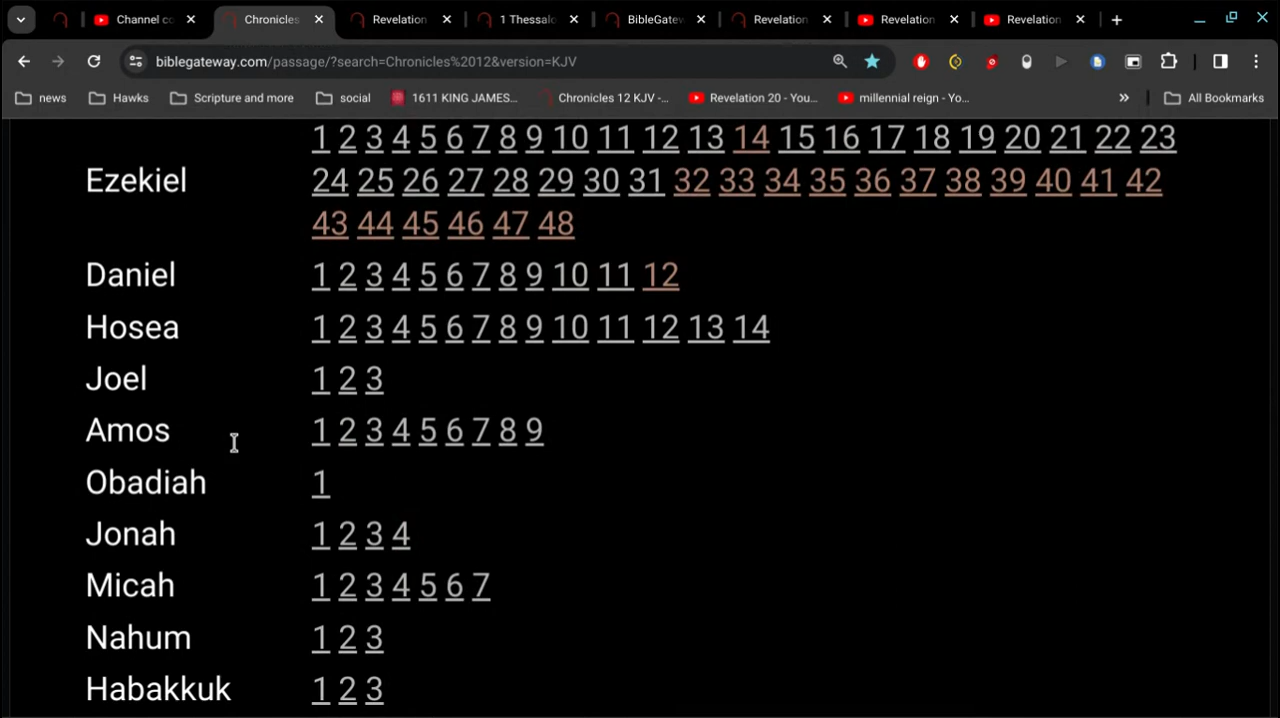 Channel co
Chronicles
Revelation
1 Thessalo
BibleGatew
Revelation
Revelation
Revelation
biblegateway.com/passage/?search=Chronicles%2012&version=KJV
news
Hawks
Scripture and more
social
1611 KING JAMES...
Chronicles 12 KJV -...
Revelation 20 - You...
millennial reign - Yo...
»
All Bookmarks
1 2 3 4 5 6 7 8 9 10 11 12 13 14 15 16 17 18 19 20 21 22 23
Ezekiel 24 25 26 27 28 29 30 31 32 33 34 35 36 37 38 39 40 41 42
43 44 45 46 47 48
Daniel 1 2 3 4 5 6 7 8 9 10 11 12
Hosea 1 2 3 4 5 6 7 8 9 10 11 12 13 14
Joel 1 2 3
Amos 1 2 3 4 5 6 7 8 9
Obadiah 1
Jonah 1 2 3 4
Micah 1 2 3 4 5 6 7
Nahum 1 2 3
Habakkuk 1 2 3